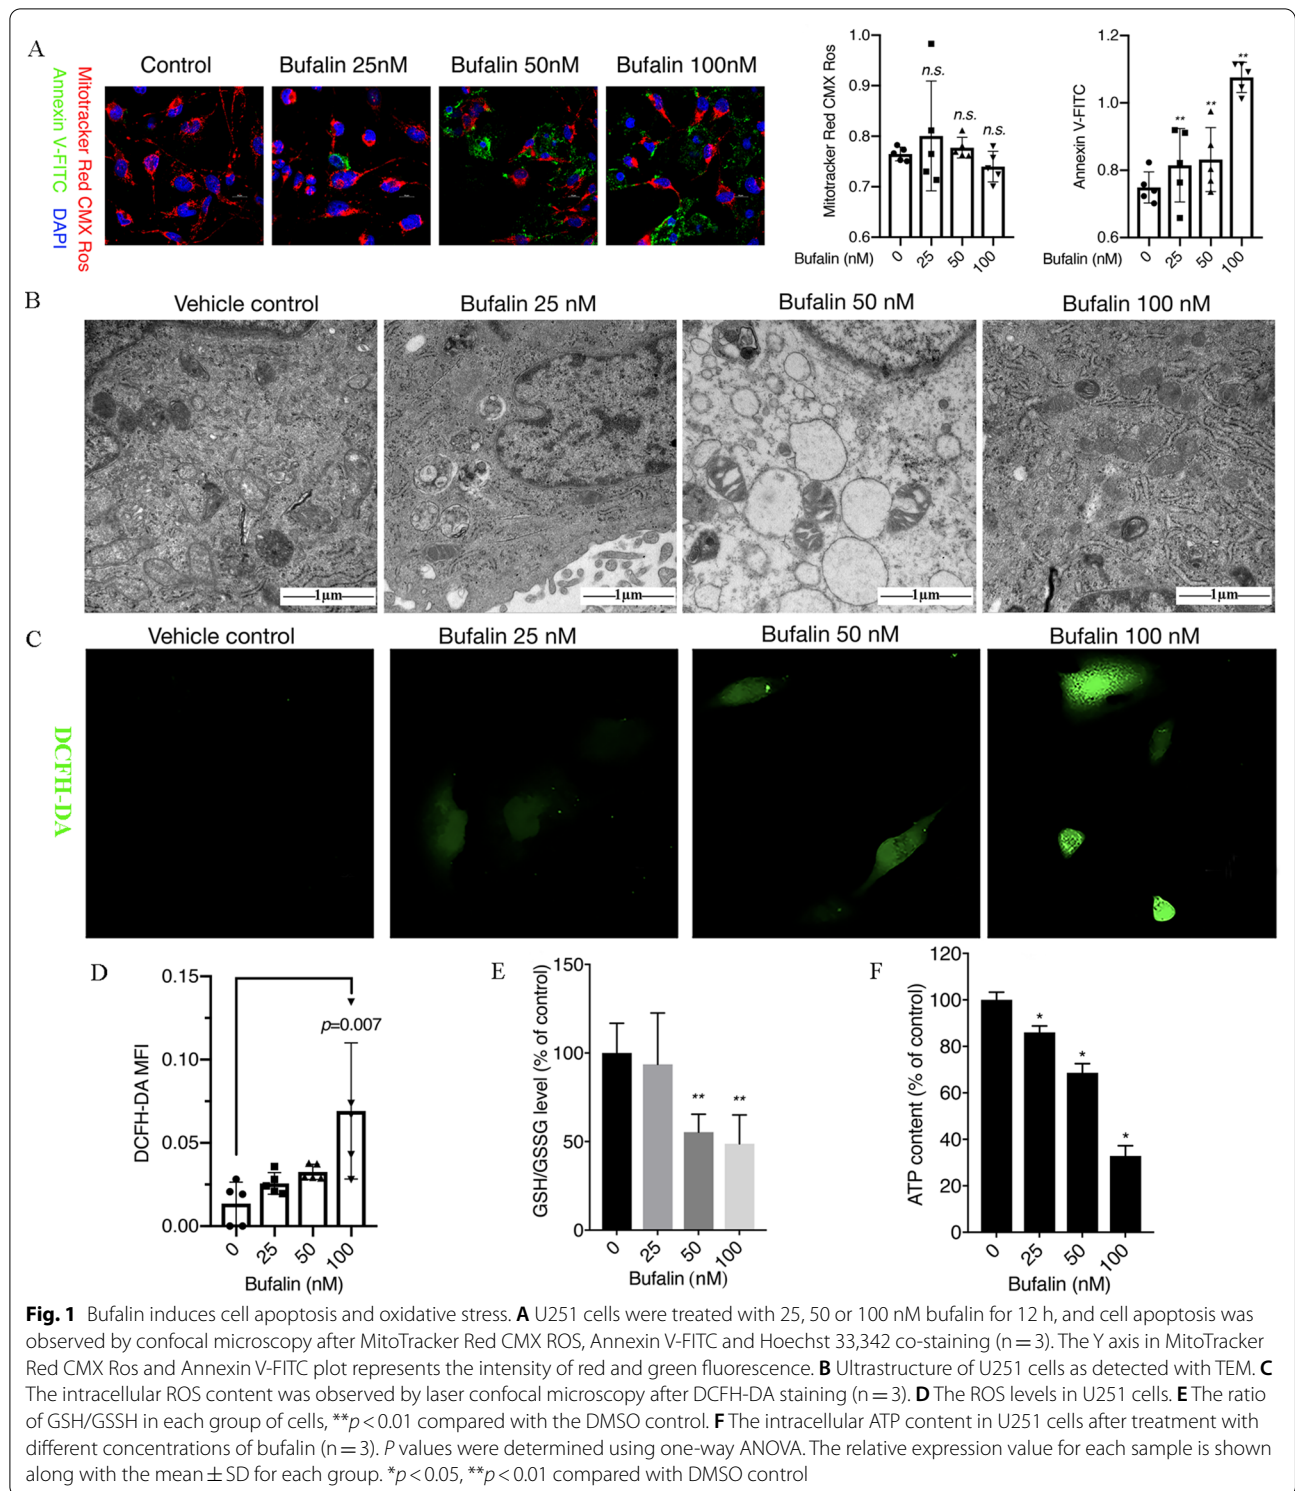 A
Control
Bufalin 25nM
Bufalin 50nM
Bufalin 100nM
Mitotracker Red CMX Ros
Annexin V-FITC DAPI
Mitotracker Red CMX Ros
1.0
0.9
0.8
0.7
0.6
n.s.
n.s.
n.s.
Bufalin (nM)
0
25
50
100
Annexin V-FITC
1.2
1.0
0.8
0.6
**
**
**
Bufalin (nM)
0
25
50
100
B
Vehicle control
Bufalin 25 nM
Bufalin 50 nM
Bufalin 100 nM
1μm
1μm
1μm
1μm
C
Vehicle control
Bufalin 25 nM
Bufalin 50 nM
Bufalin 100 nM
DCFH-DA
D
DCFH-DA MFI
0.15
0.10
0.05
0.00
p=0.007
0
25
50
100
Bufalin (nM)
E
GSH/GSSG level (% of control)
150
100
50
0
**
**
0
25
50
100
Bufalin (nM)
F
ATP content (% of control)
120
100
80
60
40
20
0
*
*
*
0
25
50
100
Bufalin (nM)
Fig. 1 Bufalin induces cell apoptosis and oxidative stress. A U251 cells were treated with 25, 50 or 100 nM bufalin for 12 h, and cell apoptosis was
observed by confocal microscopy after MitoTracker Red CMX ROS, Annexin V-FITC and Hoechst 33,342 co-staining (n = 3). The Y axis in MitoTracker
Red CMX Ros and Annexin V-FITC plot represents the intensity of red and green fluorescence. B Ultrastructure of U251 cells as detected with TEM. C
The intracellular ROS content was observed by laser confocal microscopy after DCFH-DA staining (n = 3). D The ROS levels in U251 cells. E The ratio
of GSH/GSSH in each group of cells, **p < 0.01 compared with the DMSO control. F The intracellular ATP content in U251 cells after treatment with
different concentrations of bufalin (n = 3). P values were determined using one-way ANOVA. The relative expression value for each sample is shown
along with the mean ± SD for each group. *p < 0.05, **p < 0.01 compared with DMSO control